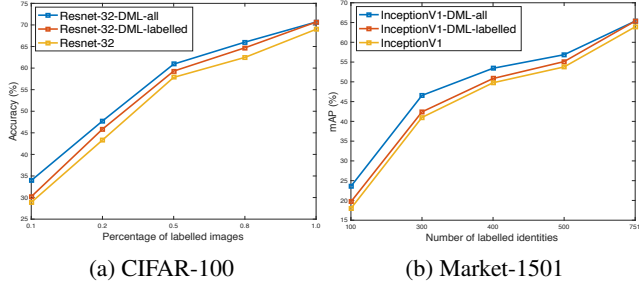 Resnet-32-DML-all
Resnet-32-DML-labelled
Resnet-32
Accuracy (%)
75
70
65
60
55
50
45
40
35
30
25
0.1 0.2 0.5 0.8 1.0
Percentage of labelled images
(a) CIFAR-100
InceptionV1-DML-all
InceptionV1-DML-labelled
InceptionV1
mAP (%)
70
65
60
55
50
45
40
35
30
25
20
15
100 300 400 500 751
Number of labelled identities
(b) Market-1501